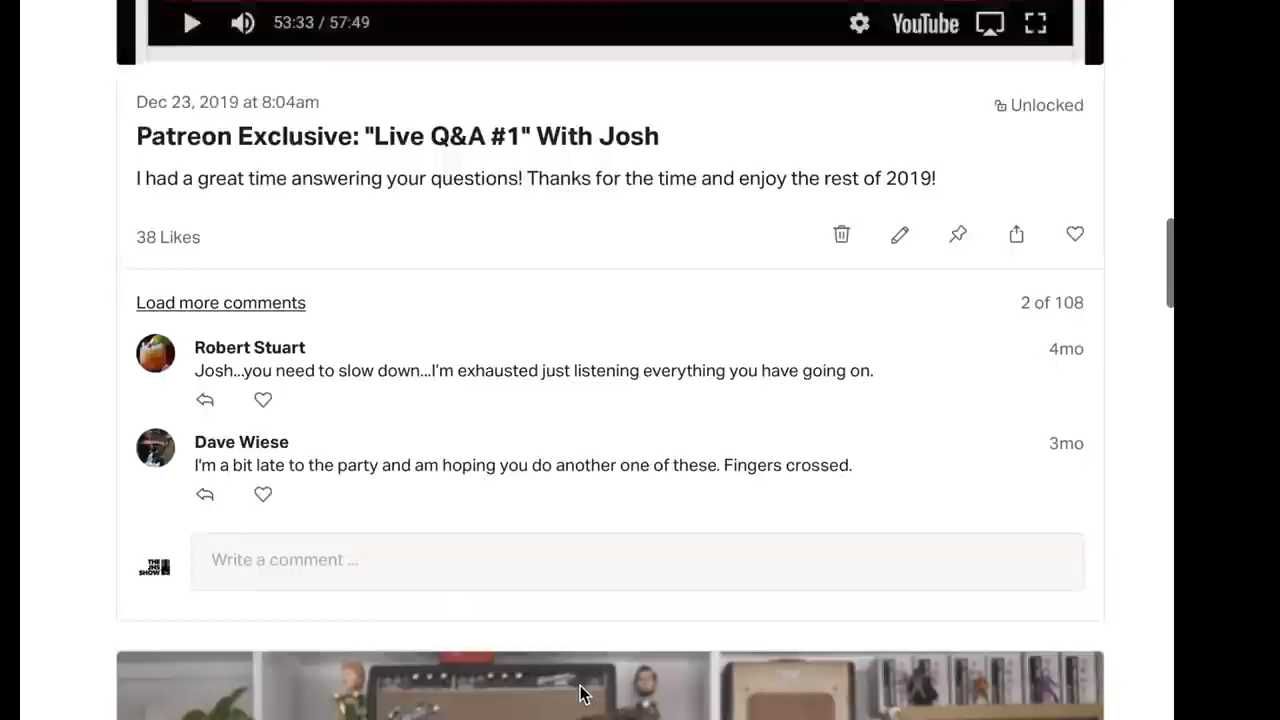 53:33 / 57:49
YouTube
Dec 23, 2019 at 8:04am
Unlocked
Patreon Exclusive: "Live Q&A #1" With Josh
I had a great time answering your questions! Thanks for the time and enjoy the rest of 2019!
38 Likes
Load more comments
2 of 108
Robert Stuart
4mo
Josh...you need to slow down...I'm exhausted just listening everything you have going on.
Dave Wiese
3mo
I'm a bit late to the party and am hoping you do another one of these. Fingers crossed.
THE
JHS
SHOW
Write a comment ...